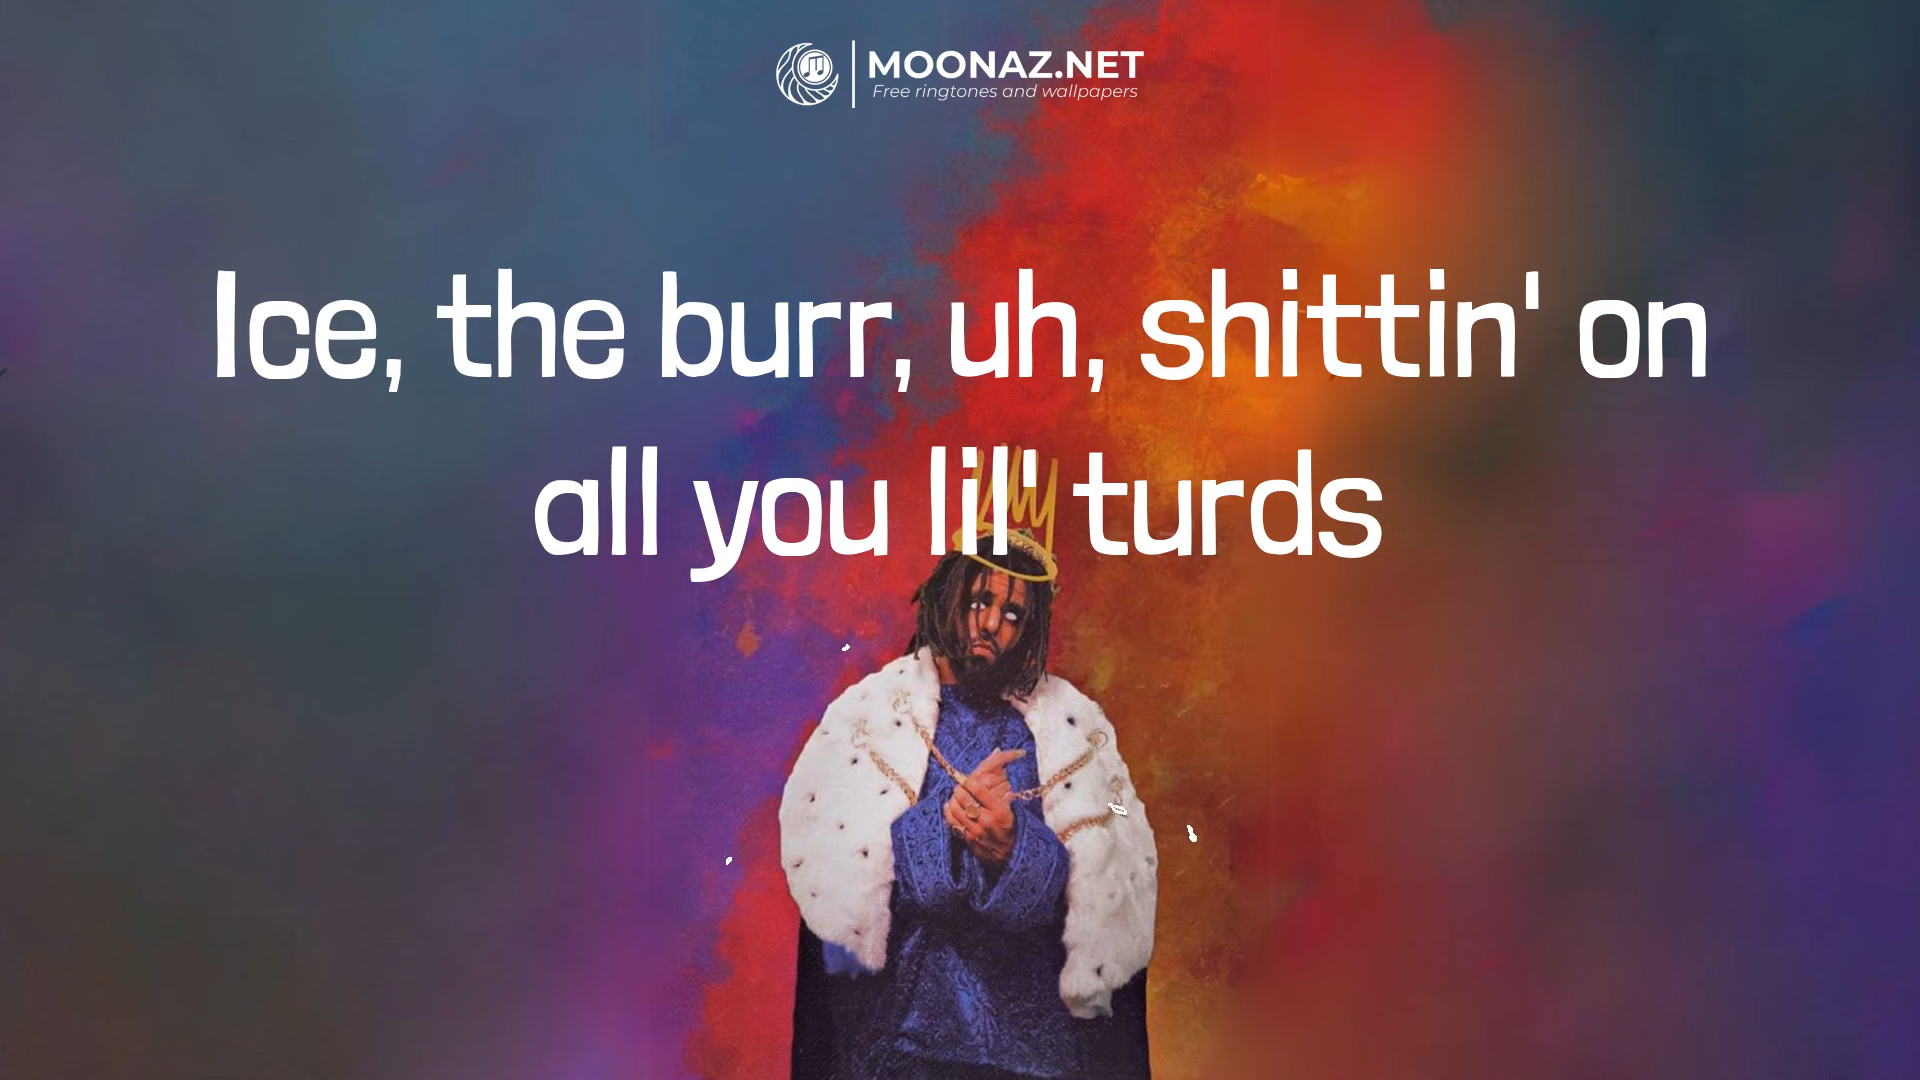 MOONAZ.NET
Free ringtones and wallpapers
Ice, the burr, uh, shittin' on
all you lil' turds